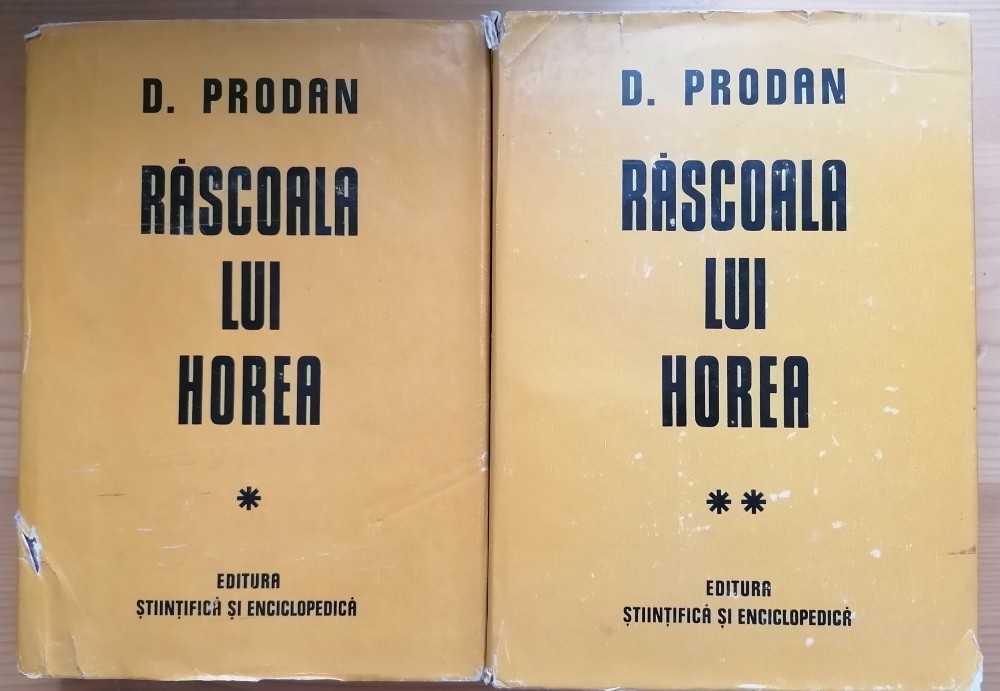 D. PRODAN
RĂSCOALA
LUI
HOREA
*
EDITURA
ȘTIINȚIFICĂ ȘI ENCICLOPEDICĂ
D. PRODAN
RĂSCOALA
LUI
HOREA
**
EDITURA
ȘTIINȚIFICĂ ȘI ENCICLOPEDICĂ